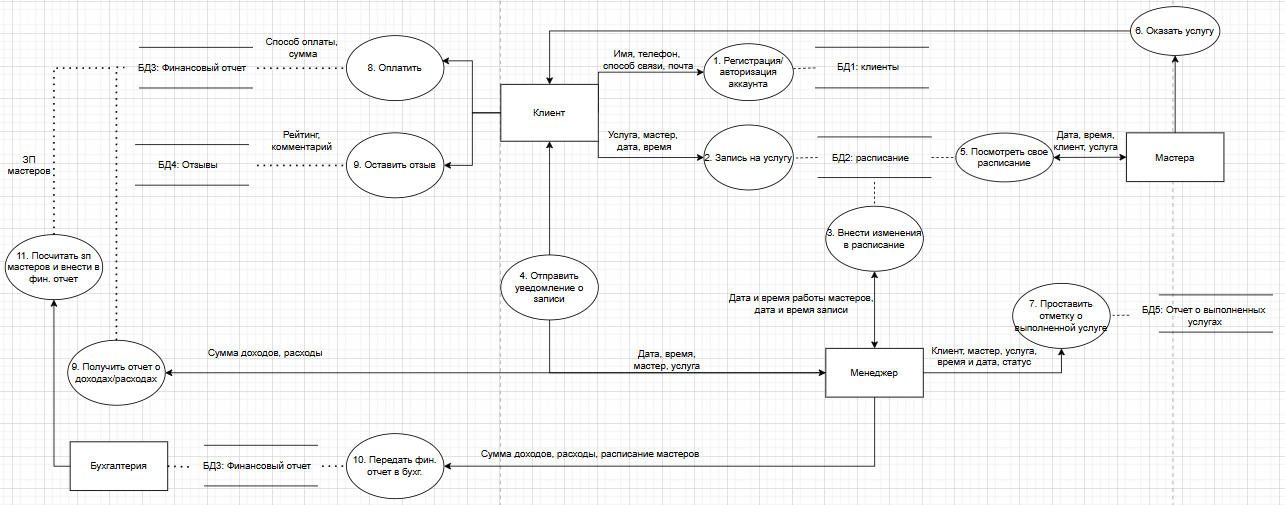 6. Оказать услугу
Способ оплаты,
сумма
БД3: Финансовый отчет
8. Оплатить
Имя, телефон,
способ связи, почта
1. Регистрация/
авторизация
аккаунта
БД1: клиенты
Клиент
ЗП
мастеров
Рейтинг,
комментарий
БД4: Отзывы
9. Оставить отзыв
Услуга, мастер,
дата, время
2. Запись на услугу
БД2: расписание
5. Посмотреть свое
расписание
Дата, время,
клиент, услуга
Мастера
11. Посчитать зп
мастеров и внести в
фин. отчет
3. Внести изменения
в расписание
4. Отправить
уведомление о
записи
Дата и время работы мастеров,
дата и время записи
7. Проставить
отметку о
выполненной услуге
БД5: Отчет о выполненных
услугах
9. Получить отчет о
доходах/расходах
Сумма доходов, расходы
Дата, время,
мастер, услуга
Менеджер
Клиент, мастер, услуга,
время и дата, статус
Бухгалтерия
БД3: Финансовый отчет
10. Передать фин.
отчет в бухг.
Сумма доходов, расходы, расписание мастеров